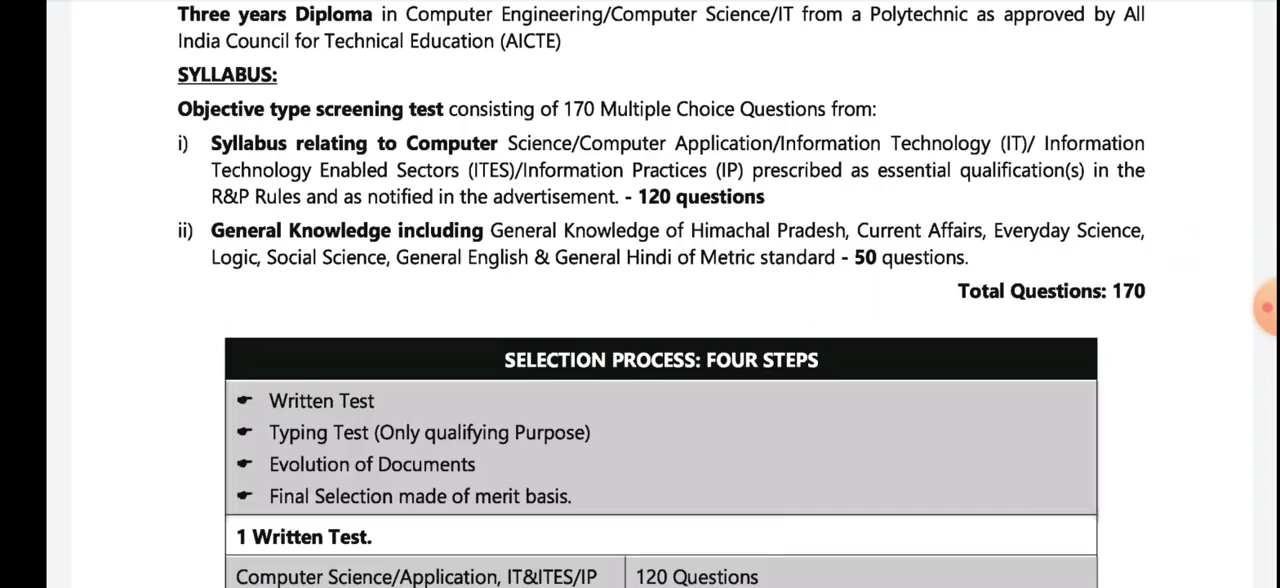 Three years Diploma in Computer Engineering/Computer Science/IT from a Polytechnic as approved by All
India Council for Technical Education (AICTE)
SYLLABUS:
Objective type screening test consisting of 170 Multiple Choice Questions from:
i) Syllabus relating to Computer Science/Computer Application/Information Technology (IT)/ Information
Technology Enabled Sectors (ITES)/Information Practices (IP) prescribed as essential qualification(s) in the
R&P Rules and as notified in the advertisement. - 120 questions
ii) General Knowledge including General Knowledge of Himachal Pradesh, Current Affairs, Everyday Science,
Logic, Social Science, General English & General Hindi of Metric standard - 50 questions.
Total Questions: 170
SELECTION PROCESS: FOUR STEPS
Written Test
Typing Test (Only qualifying Purpose)
Evolution of Documents
Final Selection made of merit basis.
1 Written Test.
Computer Science/Application, IT&ITES/IP 120 Questions